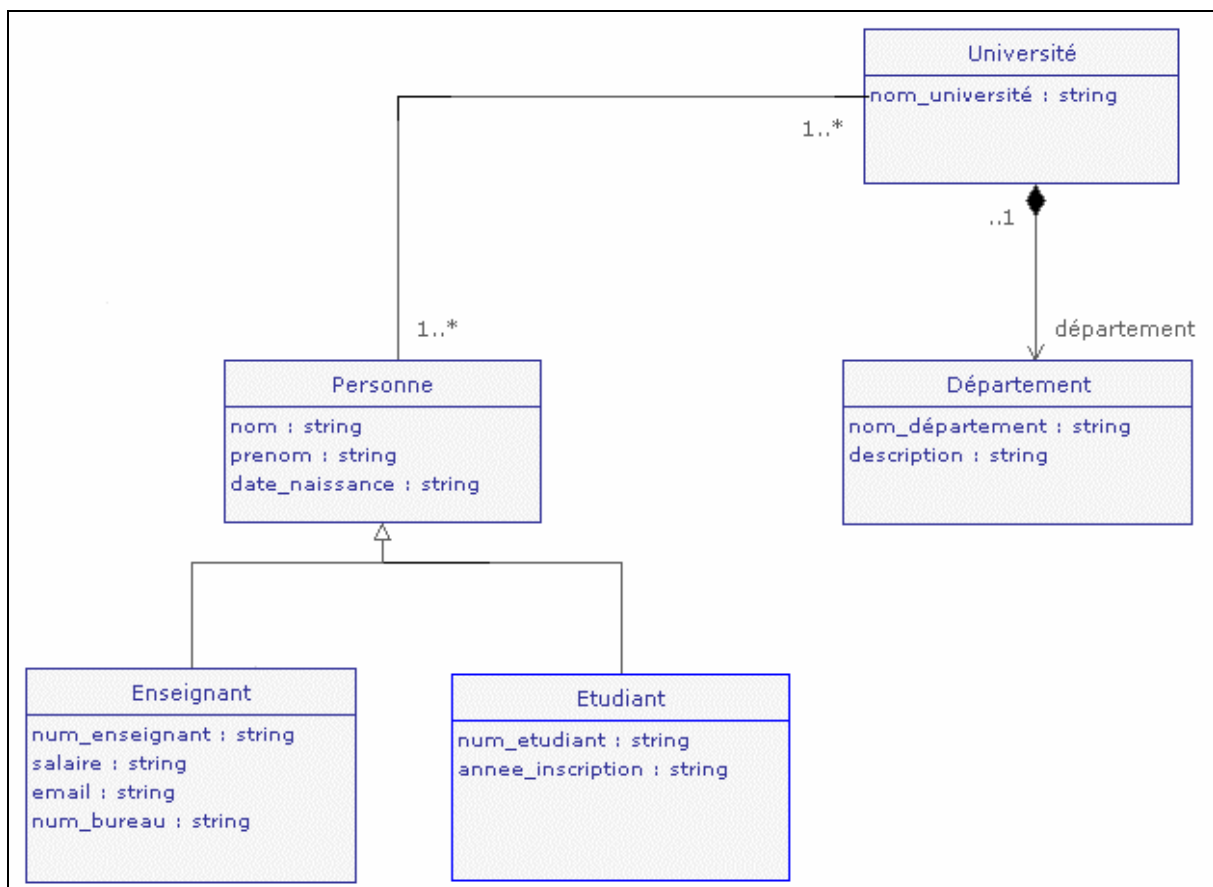 Université
nom_université : string
1..*
..1
département
1..*
Personne
nom : string
prenom : string
date_naissance : string
Département
nom_département : string
description : string
Enseignant
num_enseignant : string
salaire : string
email : string
num_bureau : string
Etudiant
num_etudiant : string
annee_inscription : string